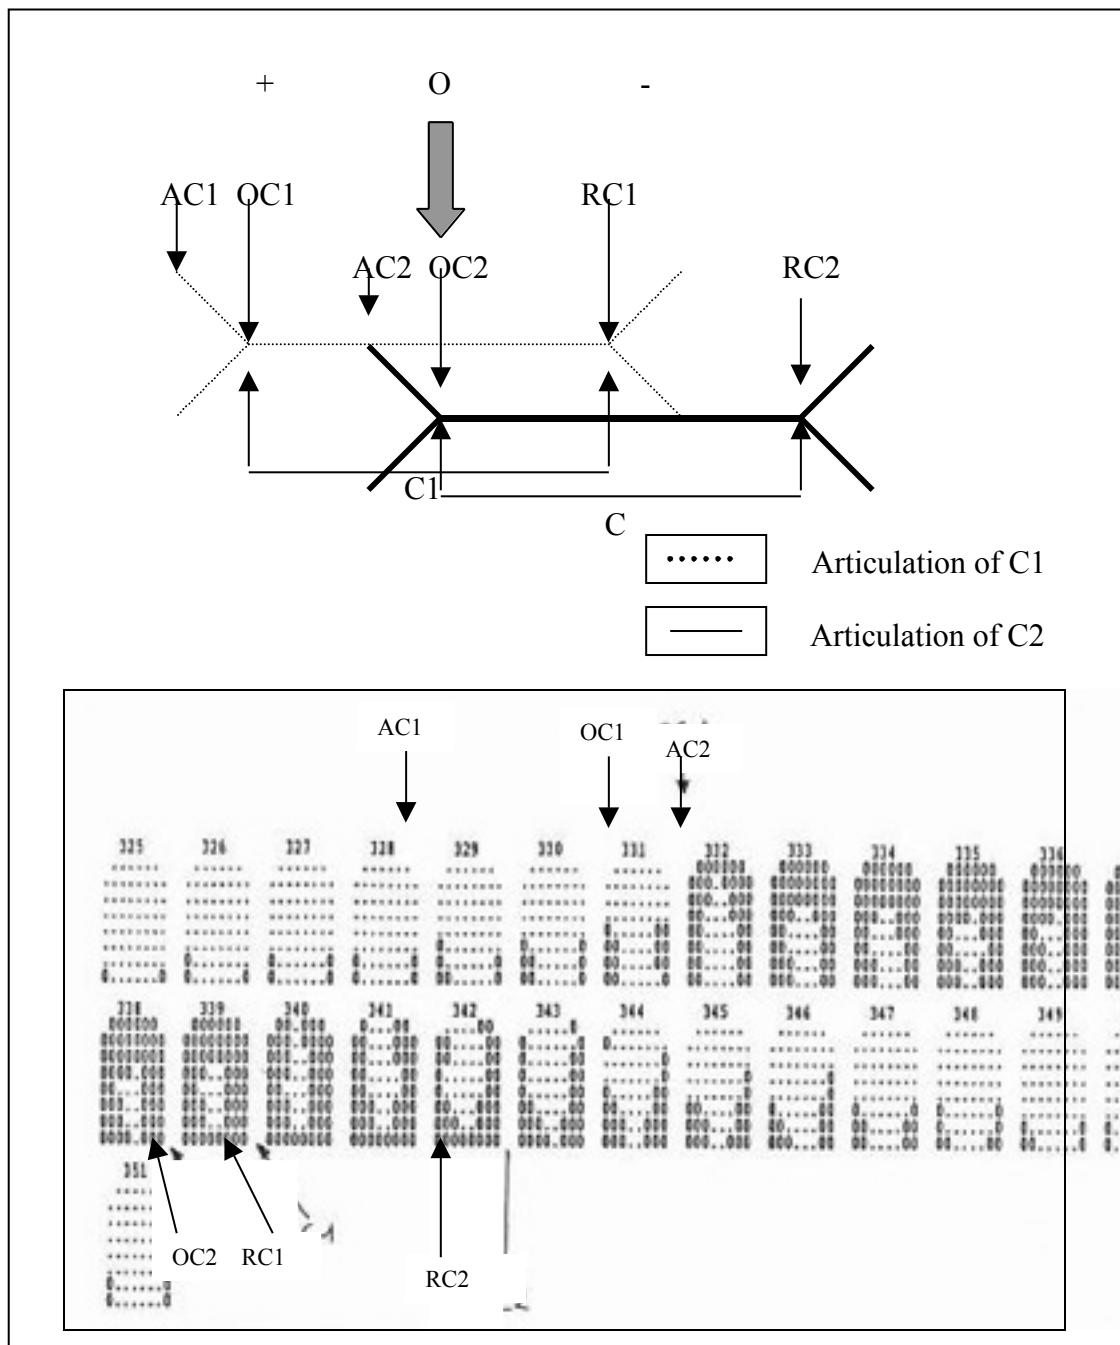 + O -
AC1 OC1 RC1
AC2 OC2 RC2
C1
C
Articulation of C1
Articulation of C2
AC1 OC1 AC2
325 326 327 328 329 330 331 332 333 334 335 336
338 339 340 341 342 343 344 345 346 347 348 349
351
OC2 RC1 RC2